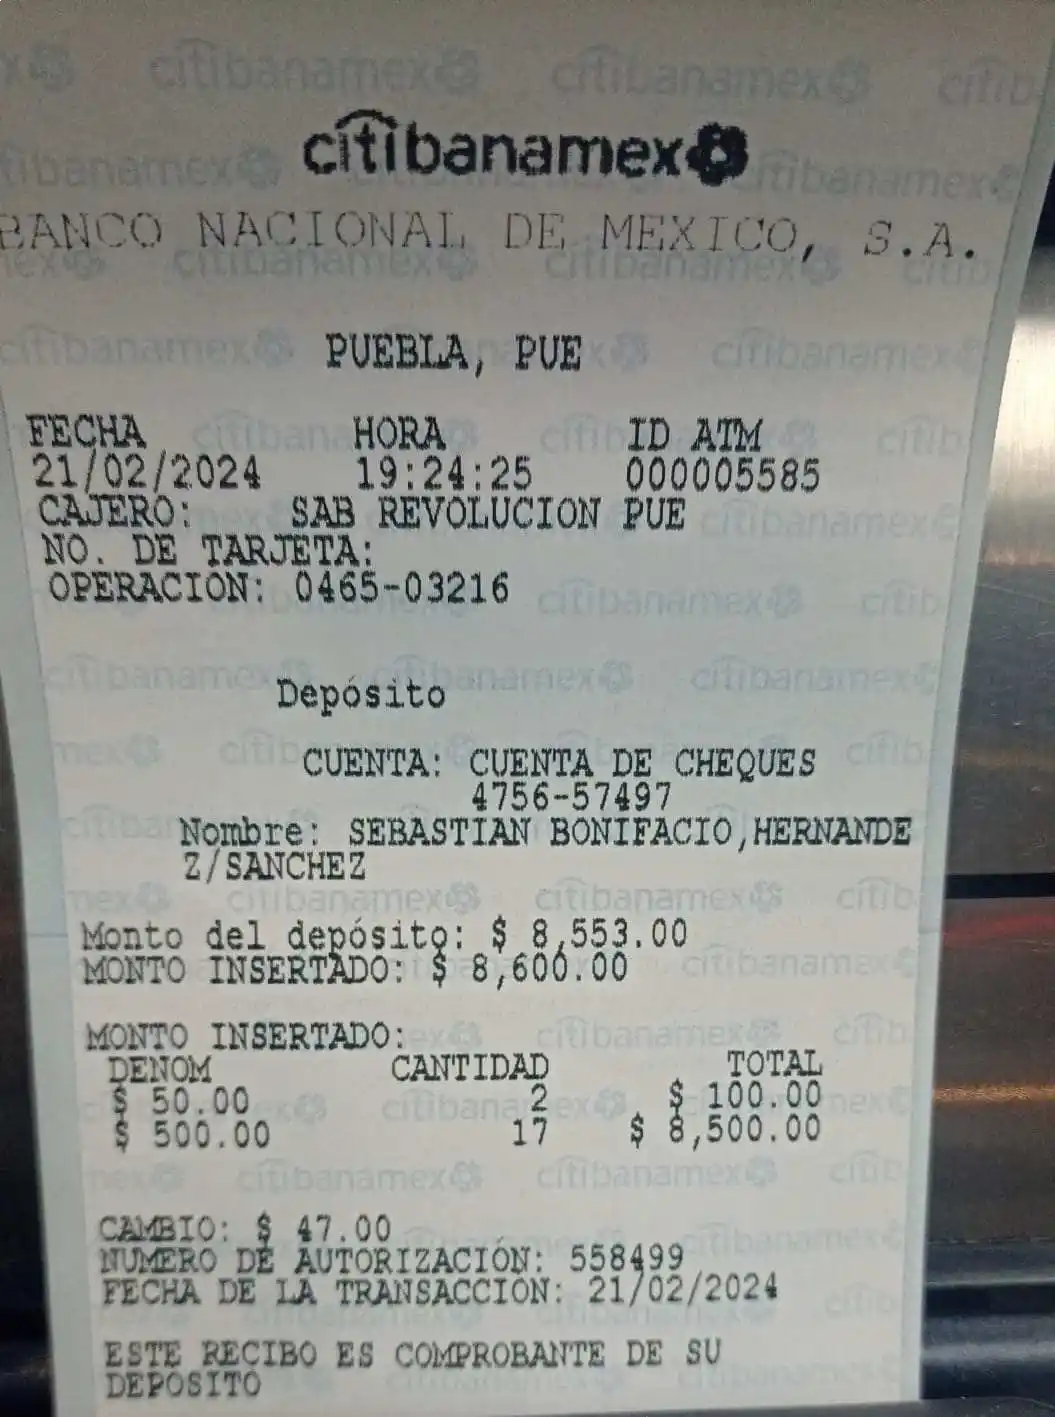 citibanamex
BANCO NACIONAL DE MEXICO, S.A.
PUEBLA, PUE
FECHA HORA ID ATM
21/02/2024 19:24:25 000005585
CAJERO: SAB REVOLUCION PUE
NO. DE TARJETA:
OPERACION: 0465-03216
Depósito
CUENTA: CUENTA DE CHEQUES
4756-57497
Nombre: SEBASTIAN BONIFACIO,HERNANDE
Z/SANCHEZ
Monto del depósito: $ 8,553.00
MONTO INSERTADO: $ 8,600.00
MONTO INSERTADO:
DENOM CANTIDAD TOTAL
$ 50.00 2 $ 100.00
$ 500.00 17 $ 8,500.00
CAMBIO: $ 47.00
NUMERO DE AUTORIZACIÓN: 558499
FECHA DE LA TRANSACCIÓN: 21/02/2024
ESTE RECIBO ES COMPROBANTE DE SU
DEPOSITO